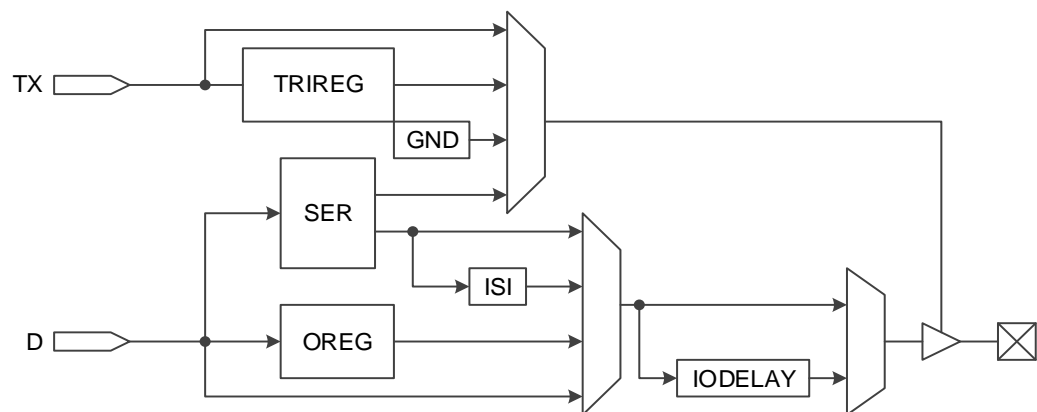 TX
TRIREG
GND
SER
ISI
D
OREG
IODELAY